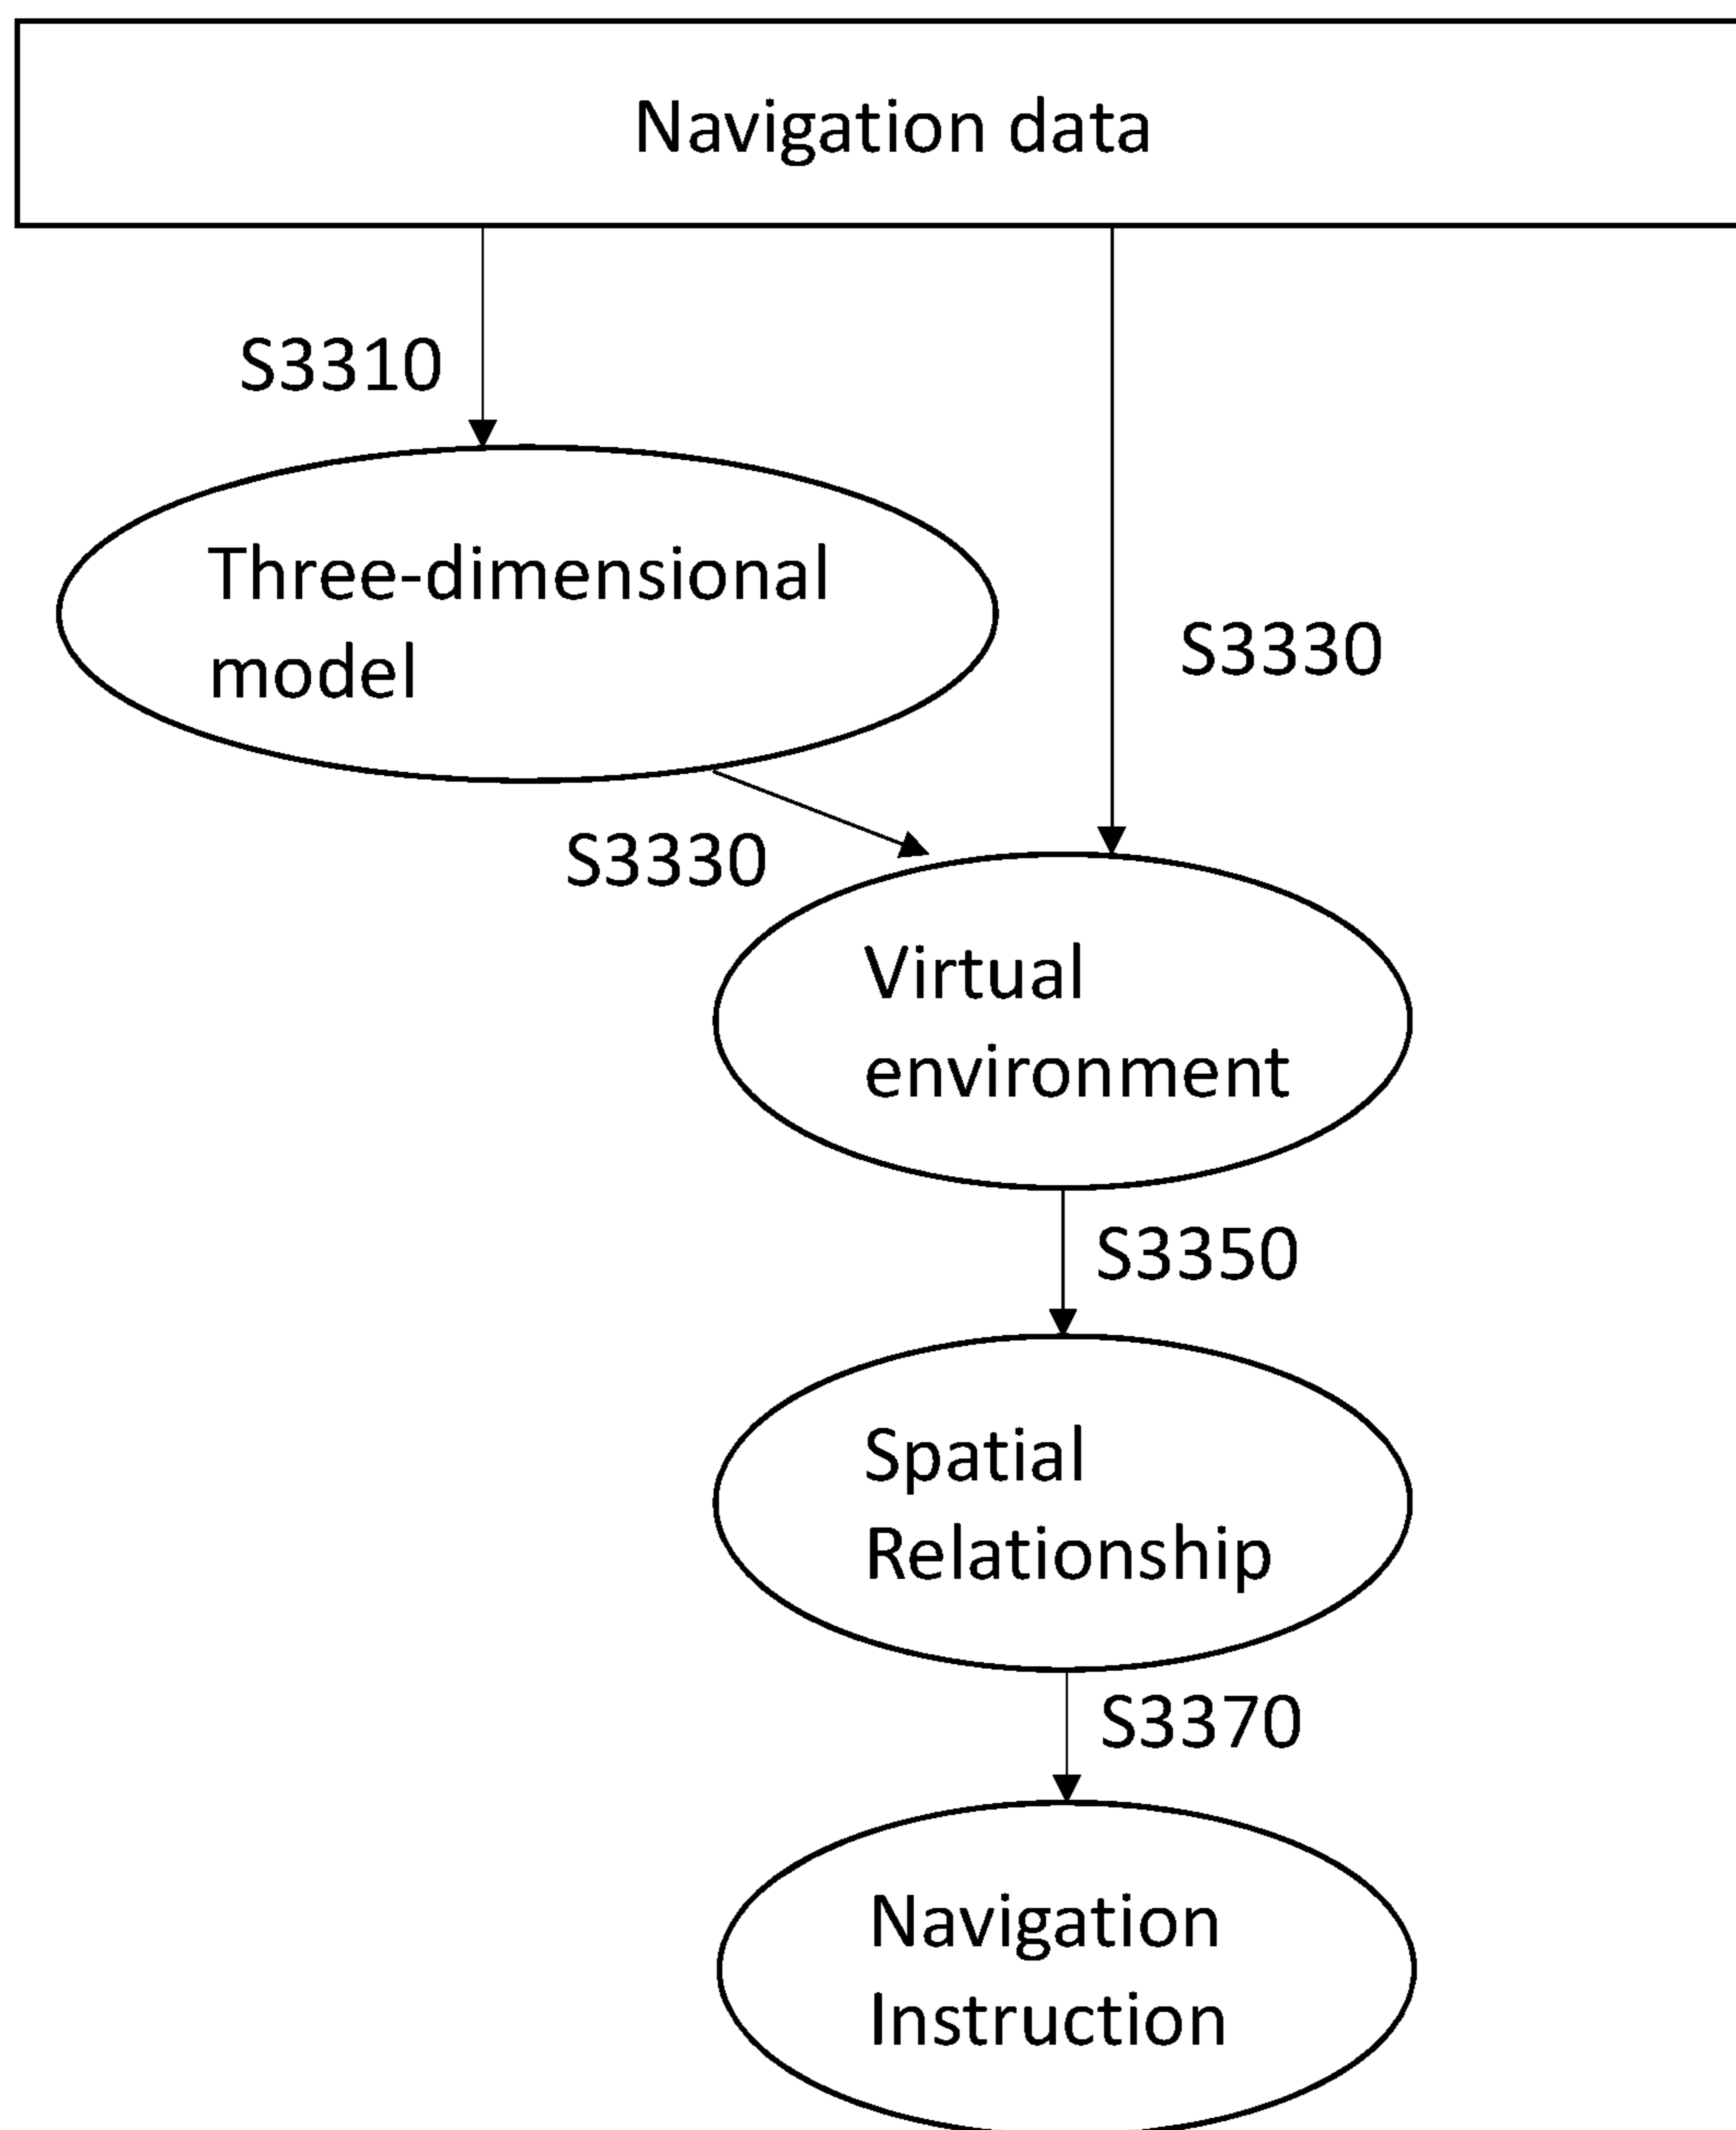 Navigation data
S3310
Three-dimensional
model
S3330
S3330
Virtual
environment
S3350
Spatial
Relationship
S3370
Navigation
Instruction